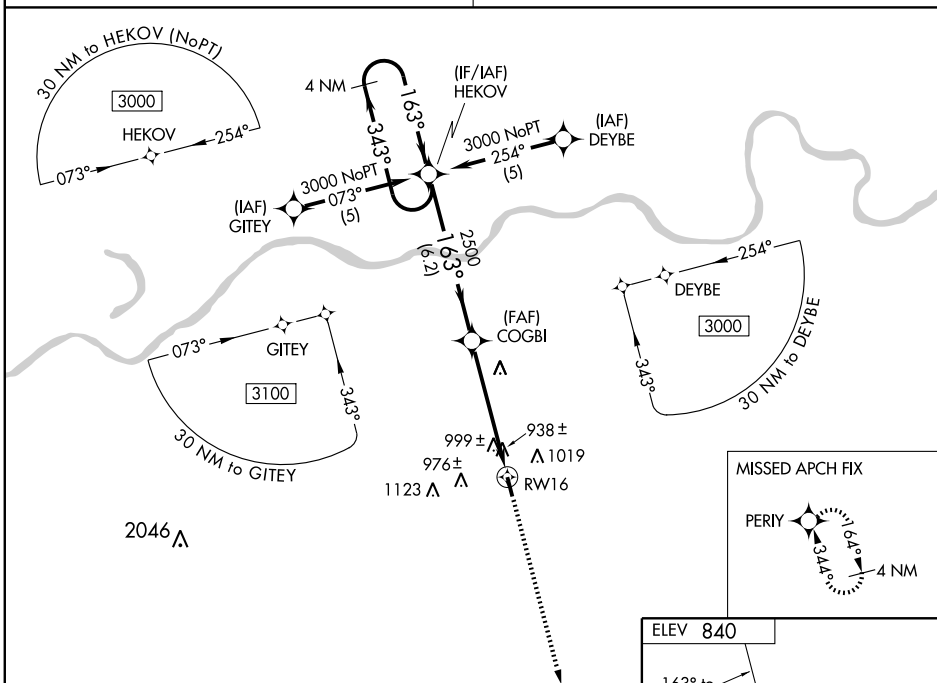 30 NM to HEKOV (NoPT)
3000
HEKOV
073°
254°
4 NM
163°
343°
(IF/IAF)
HEKOV
3000 NoPT
254°
(5)
(IAF)
DEYBE
3000 NoPT
073°
(5)
(IAF)
GITEY
2500
163°
(6.2)
(FAF)
COGBI
073°
GITEY
3100
343°
30 NM to GITEY
254°
DEYBE
3000
343°
30 NM to DEYBE
999 ±
938 ±
1019
976 ±
1123
RW16
2046
MISSED APCH FIX
PERIY
164°
344°
4 NM
ELEV 840
163° to